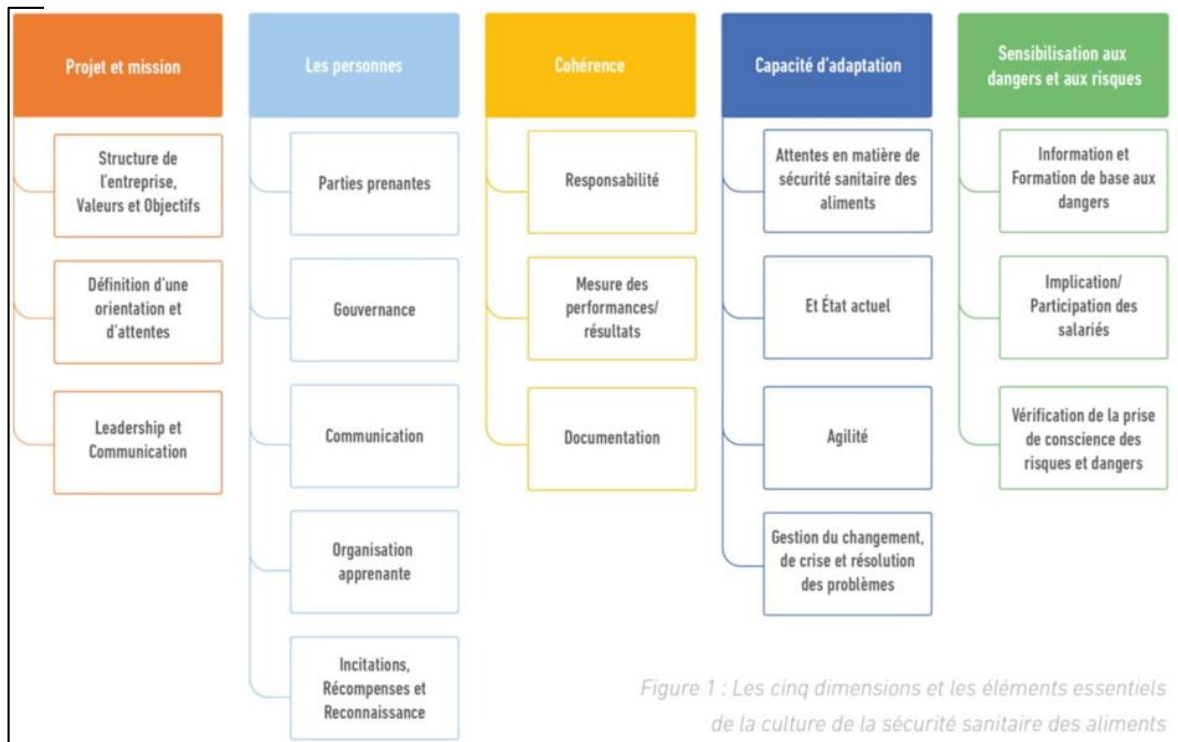 Projet et mission
Structure de
l'entreprise,
Valeurs et Objectifs
Définition d'une
orientation et
d'attentes
Leadership et
Communication
Les personnes
Parties prenantes
Gouvernance
Communication
Organisation
apprenante
Incitations,
Récompenses et
Reconnaissance
Cohérence
Responsabilité
Mesure des
performances/
résultats
Documentation
Capacité d'adaptation
Attentes en matière de
sécurité sanitaire des
aliments
Et État actuel
Agilité
Gestion du changement,
de crise et résolution
des problèmes
Sensibilisation aux
dangers et aux risques
Information et
Formation de base aux
dangers
Implication/
Participation des
salariés
Vérification de la prise
de conscience des
risques et dangers
Figure 1 : Les cinq dimensions et les éléments essentiels
de la culture de la sécurité sanitaire des aliments